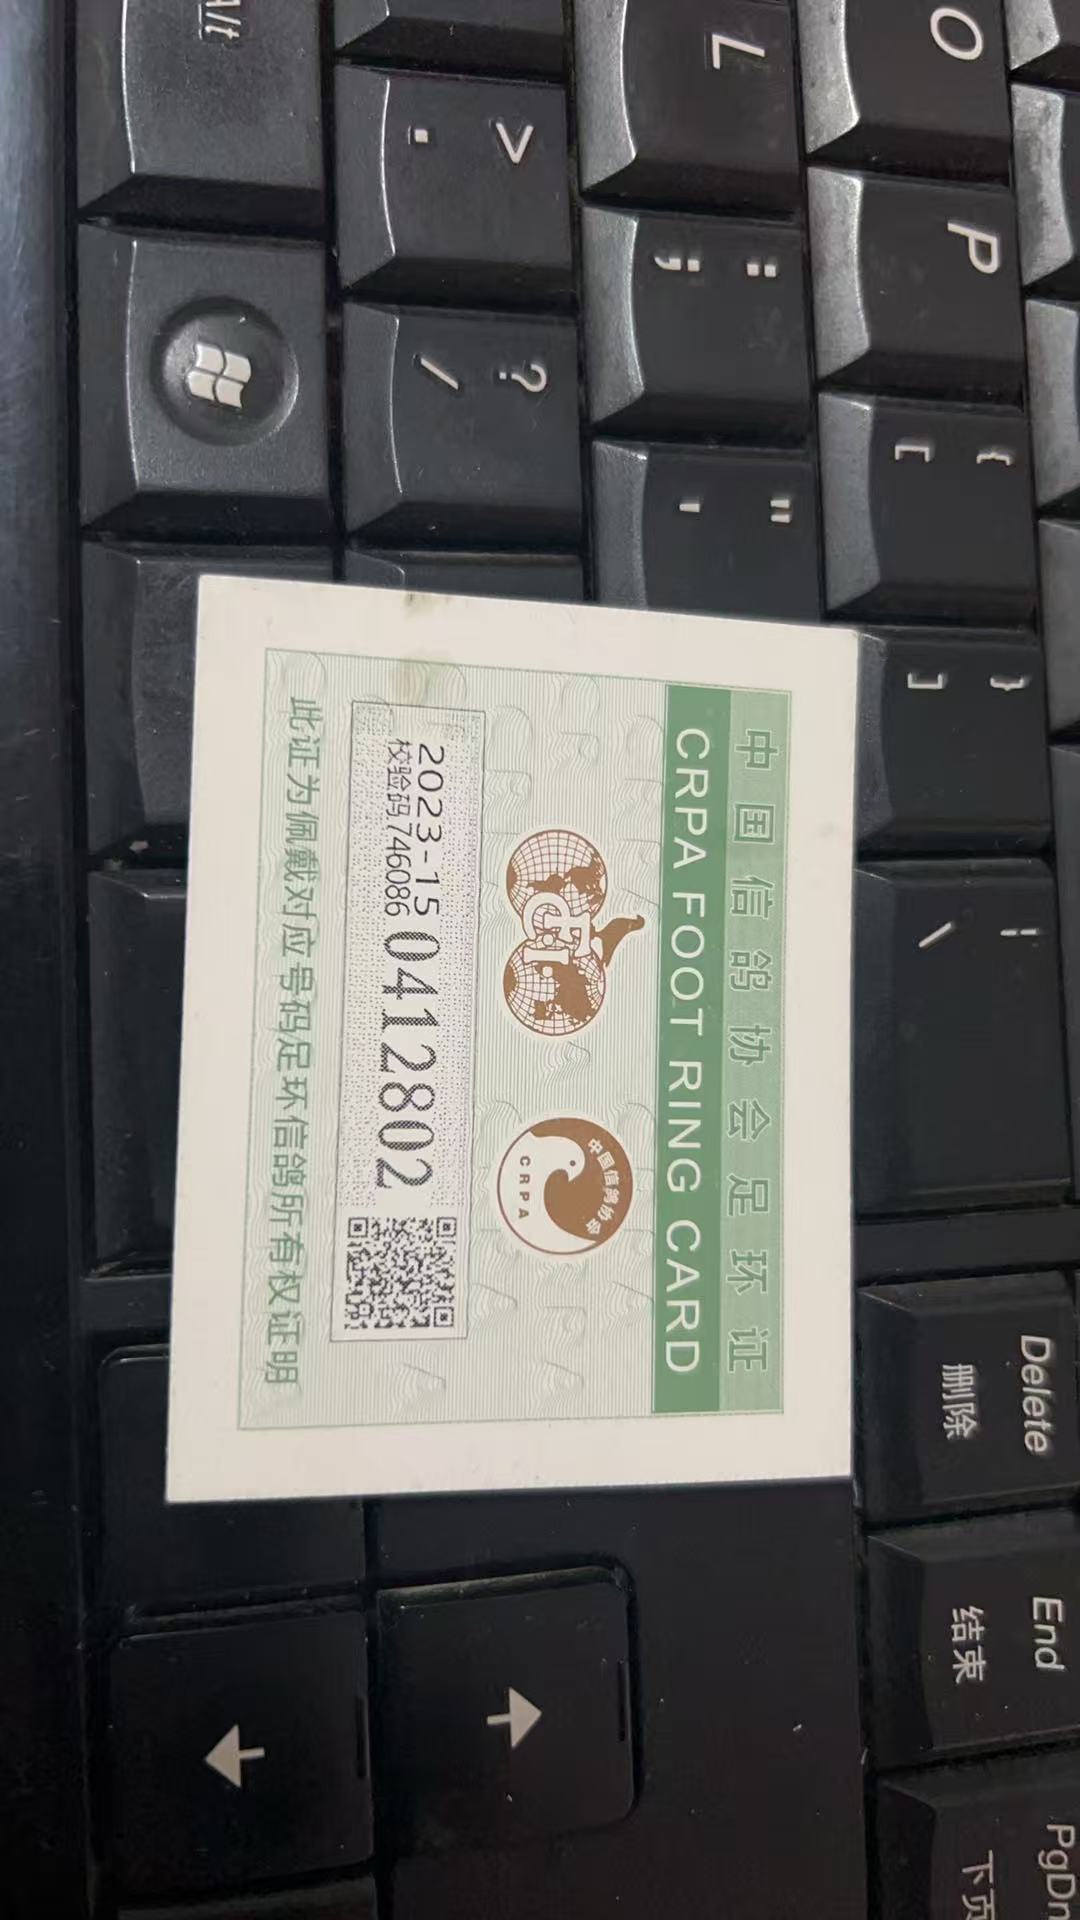 中国信鸽协会足环证
CRPA FOOT RING CARD
中国信鸽协会
CRPA
2023-15 0412802
校验码746086
此证为佩戴对应号码足环信鸽所有权证明
O
P
{
[
}
]
|
\
L
:
;
"
'
>
.
?
/
Alt
Delete
删除
End
结束
PgDn
下页